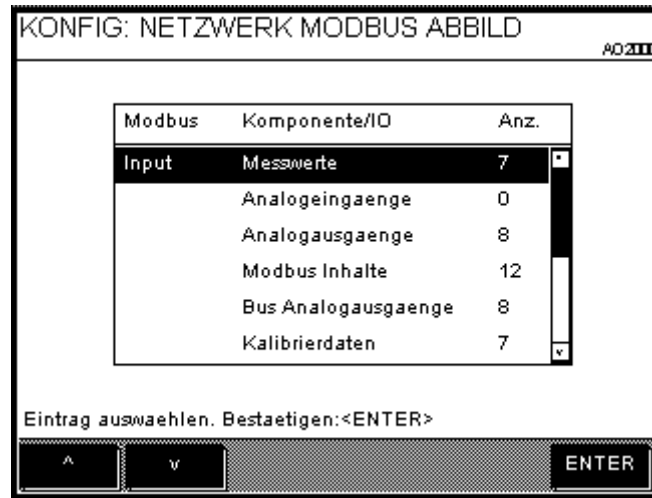 KONFIG: NETZWERK MODBUS ABBILD
AO2000
Modbus Komponente/IO Anz.
Input Messwerte 7
Analogeingaenge 0
Analogausgaenge 8
Modbus Inhalte 12
Bus Analogausgaenge 8
Kalibrierdaten 7
Eintrag auswaehlen. Bestaetigen:<ENTER>
^ v ENTER